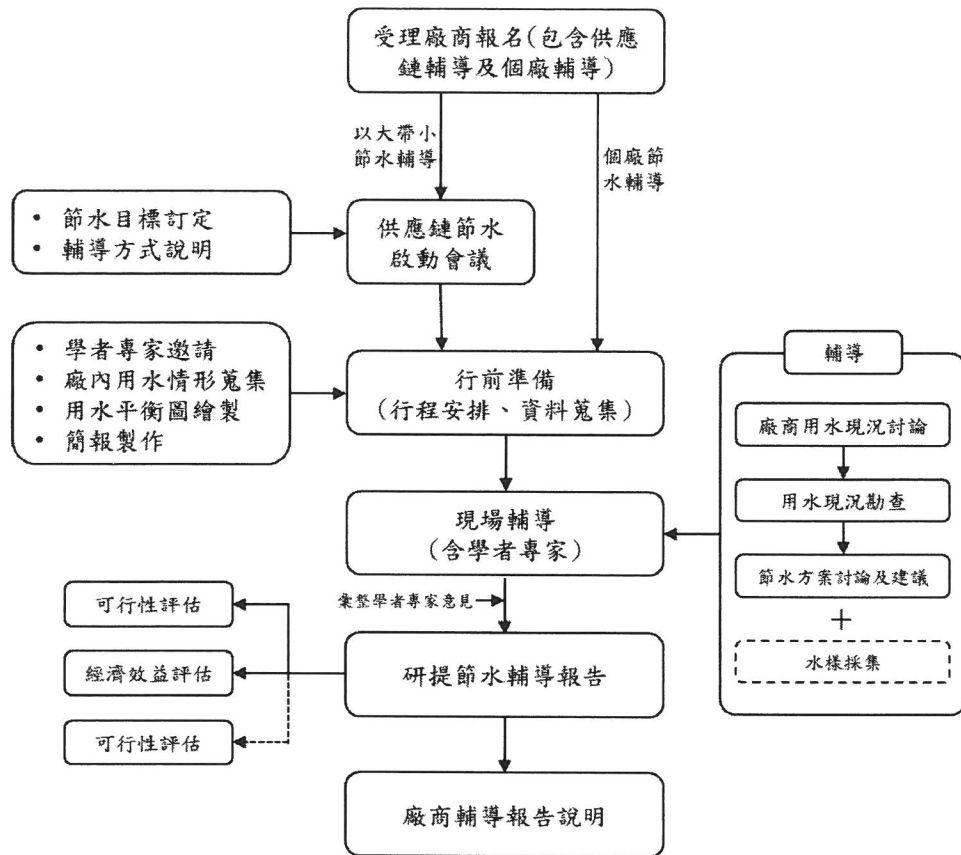 受理廠商報名(包含供應
鏈輔導及個廠輔導)
以大帶小
節水輔導
個廠節
水輔導
• 節水目標訂定
• 輔導方式說明
供應鏈節水
啟動會議
• 學者專家邀請
• 廠內用水情形蒐集
• 用水平衡圖繪製
• 簡報製作
行前準備
(行程安排、資料蒐集)
輔導
廠商用水現況討論
用水現況勘查
節水方案討論及建議
+
水樣採集
現場輔導
(含學者專家)
彙整學者專家意見
可行性評估
經濟效益評估
可行性評估
研提節水輔導報告
廠商輔導報告說明